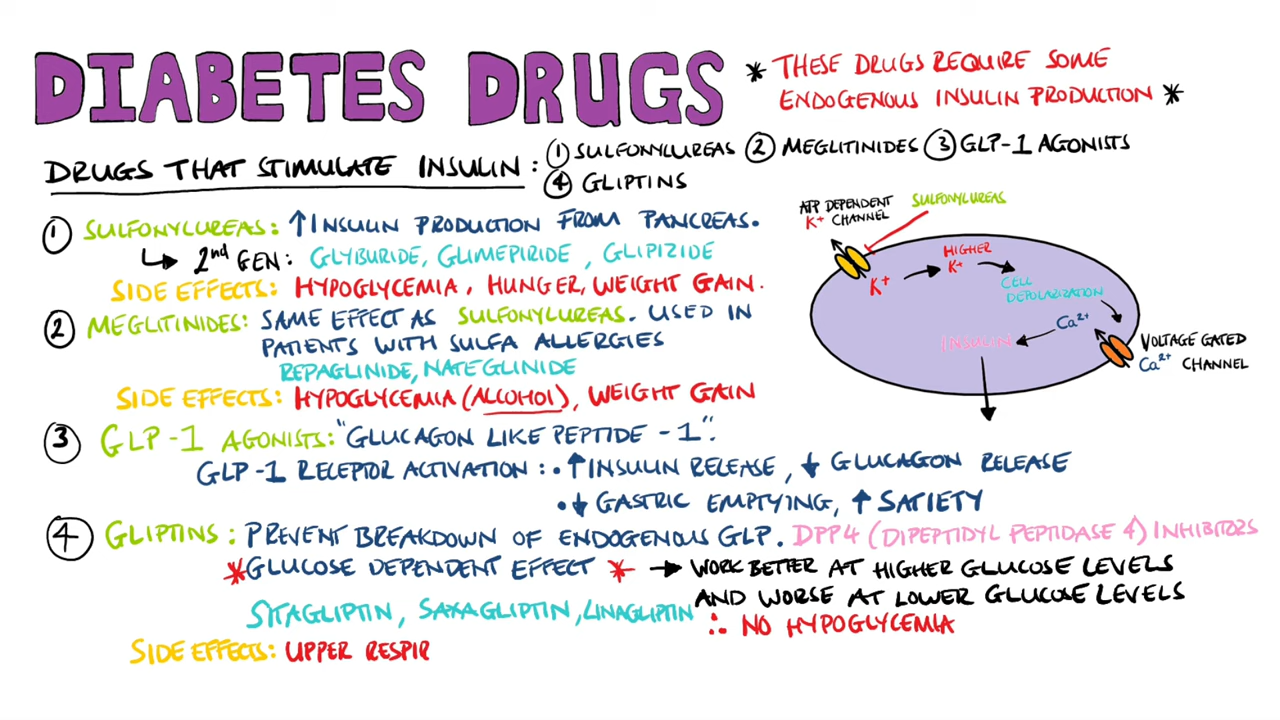 DIABETES DRUGS
* THESE DRUGS REQUIRE SOME
ENDOGENOUS INSULIN PRODUCTION *
DRUGS THAT STIMULATE INSULIN: ① SULFONYLUREAS ② MEGLITINIDES ③ GLP-1 AGONISTS
④ GLIPTINS
① SULFONYLUREAS: ↑ INSULIN PRODUCTION FROM PANCREAS.
↳ 2nd GEN: GLYBURIDE, GLIMEPIRIDE, GLIPIZIDE
SIDE EFFECTS: HYPOGLYCEMIA, HUNGER, WEIGHT GAIN.
② MEGLITINIDES: SAME EFFECT AS SULFONYLUREAS. USED IN
PATIENTS WITH SULFA ALLERGIES
REPAGLINIDE, NATEGLINIDE
SIDE EFFECTS: HYPOGLYCEMIA (ALCOHOL), WEIGHT GAIN
ATP DEPENDENT
K+ CHANNEL
SULFONYLUREAS
K+
HIGHER
K+
CELL
DEPOLARIZATION
Ca2+
INSULIN
VOLTAGE GATED
Ca2+ CHANNEL
③ GLP-1 AGONISTS: "GLUCAGON LIKE PEPTIDE-1".
GLP-1 RECEPTOR ACTIVATION: • ↑ INSULIN RELEASE, ↓ GLUCAGON RELEASE
• ↓ GASTRIC EMPTYING, ↑ SATIETY
④ GLIPTINS: PREVENT BREAKDOWN OF ENDOGENOUS GLP. DPP4 (DIPEPTIDYL PEPTIDASE 4) INHIBITORS
* GLUCOSE DEPENDENT EFFECT * → WORK BETTER AT HIGHER GLUCOSE LEVELS
AND WORSE AT LOWER GLUCOSE LEVELS
SITAGLIPTIN, SAXAGLIPTIN, LINAGLIPTIN
∴ NO HYPOGLYCEMIA
SIDE EFFECTS: UPPER RESPIR